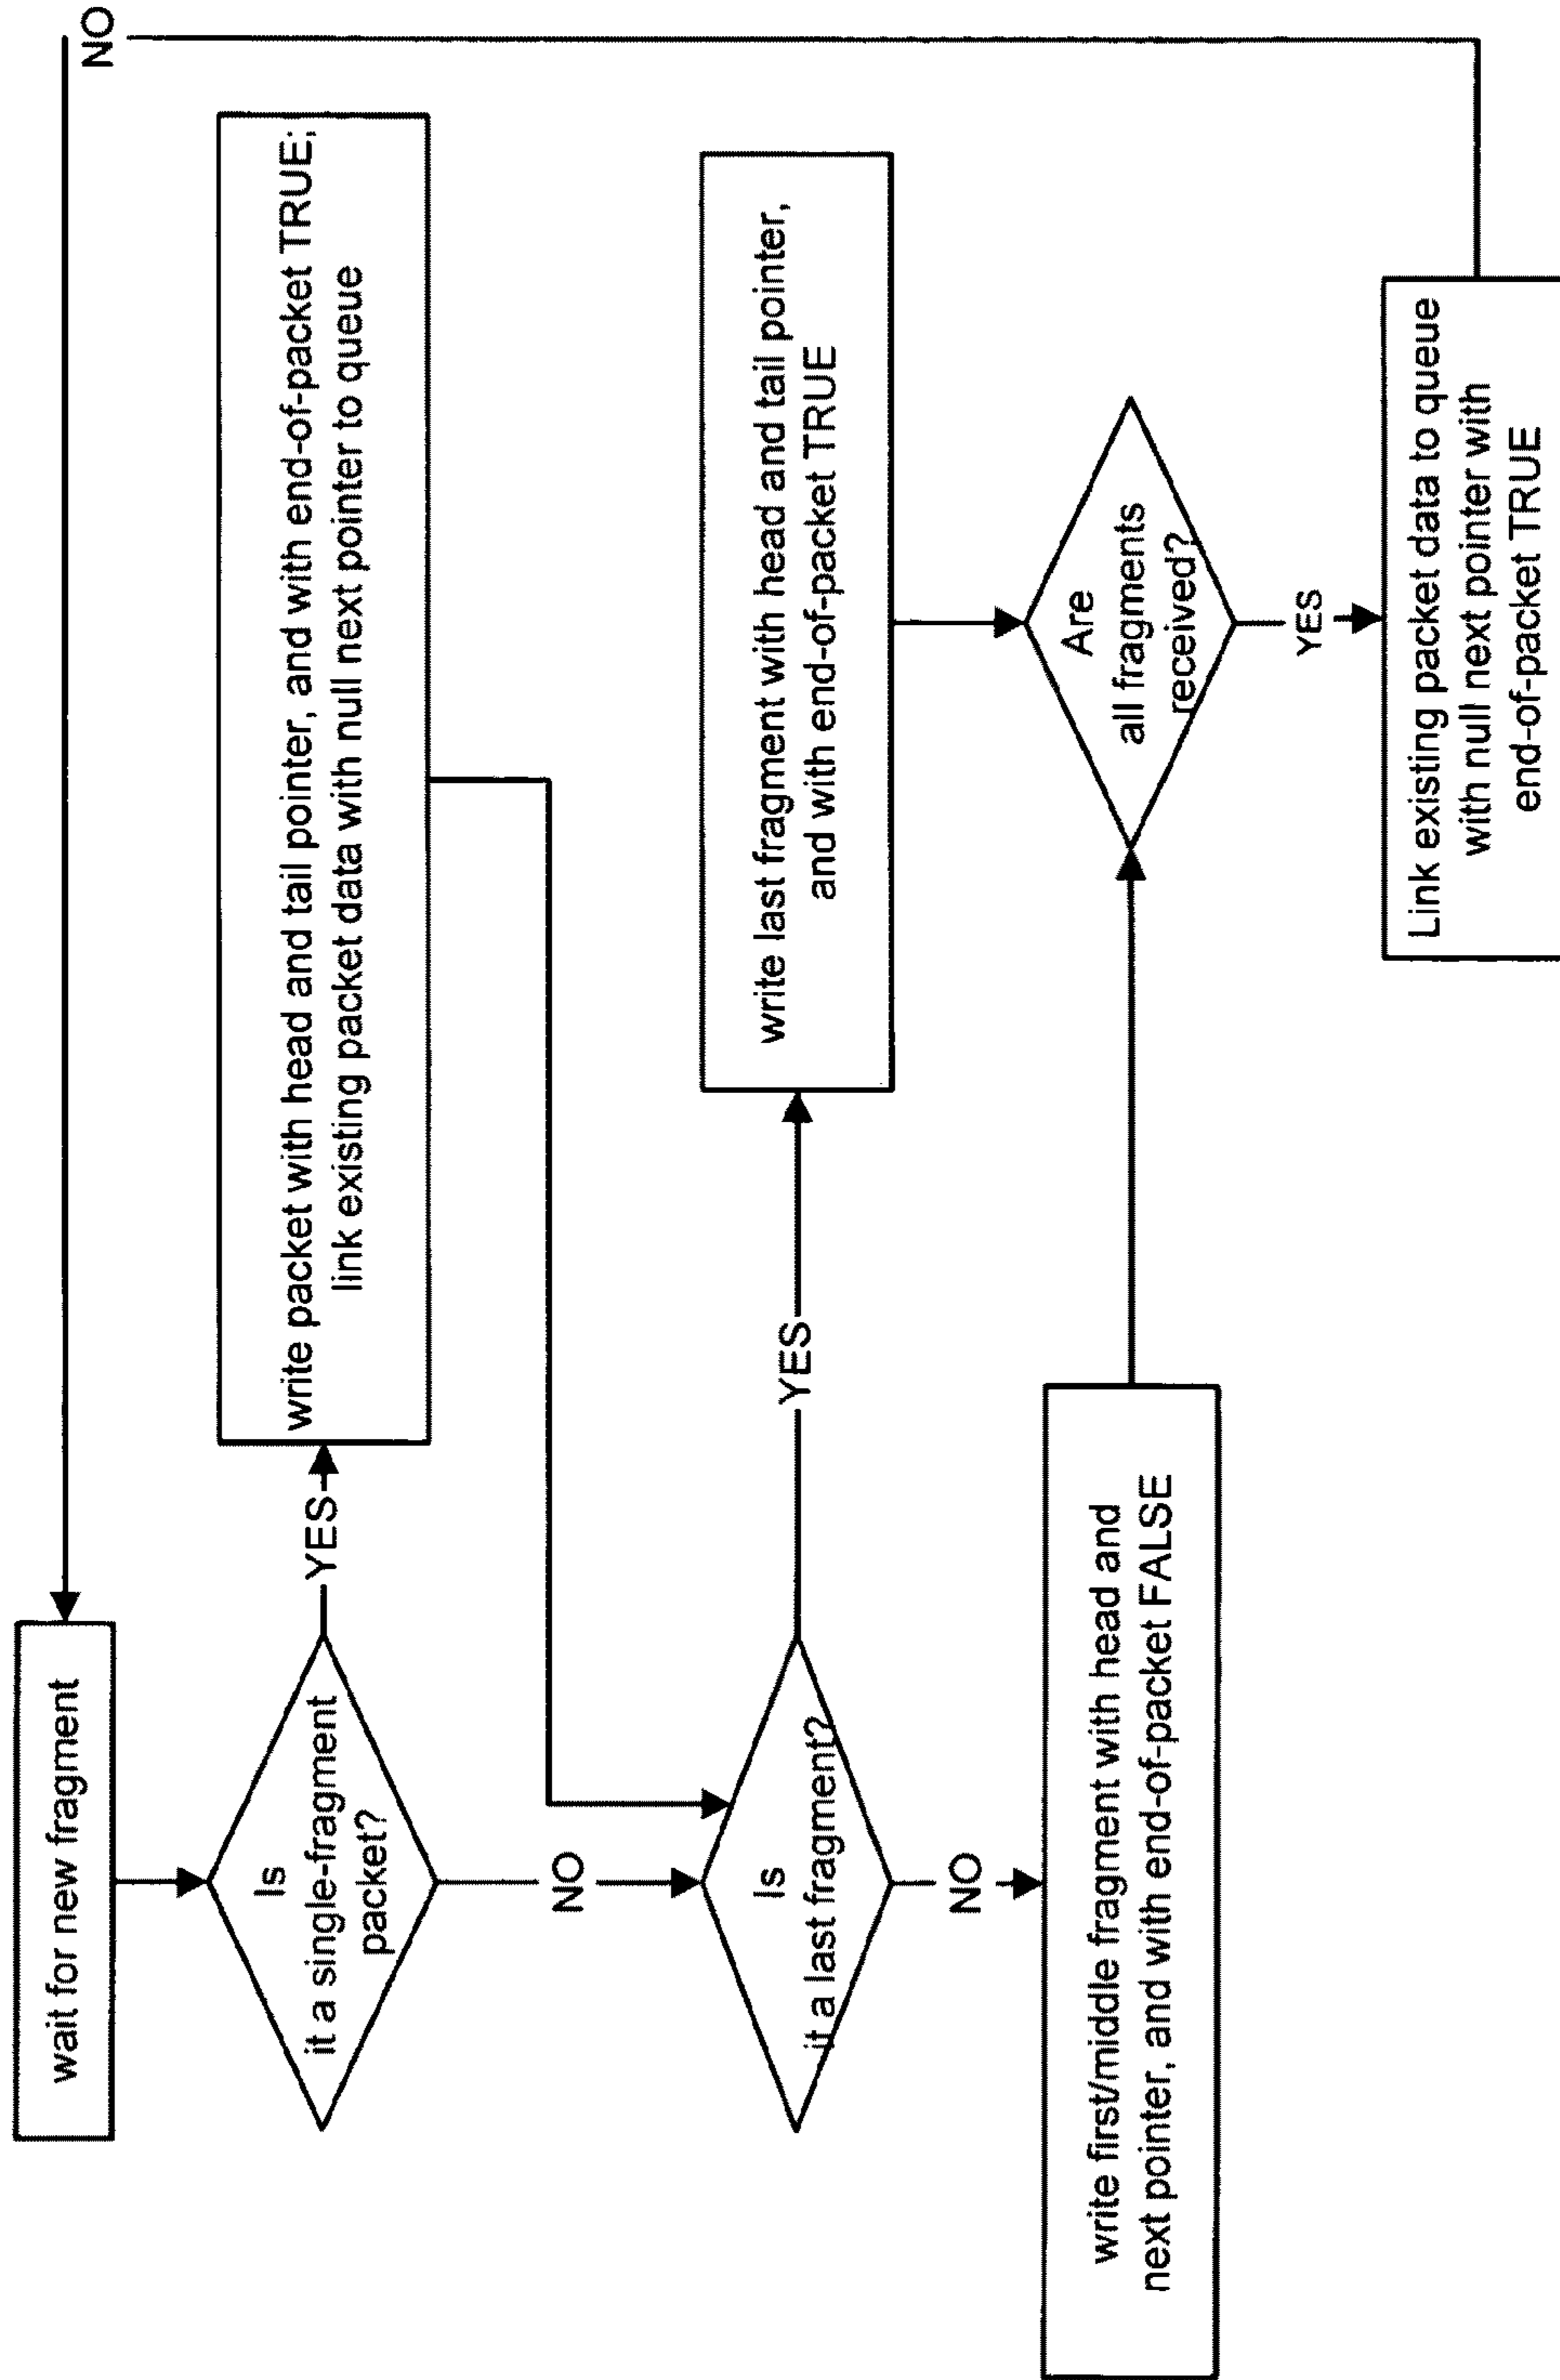 wait for new fragment
NO
Is
it a single-fragment
packet?
YES
write packet with head and tail pointer, and with end-of-packet TRUE;
link existing packet data with null next pointer to queue
NO
Is
it a last fragment?
YES
write last fragment with head and tail pointer,
and with end-of-packet TRUE
NO
write first/middle fragment with head and
next pointer, and with end-of-packet FALSE
Are
all fragments
received?
YES
Link existing packet data to queue
with null next pointer with
end-of-packet TRUE